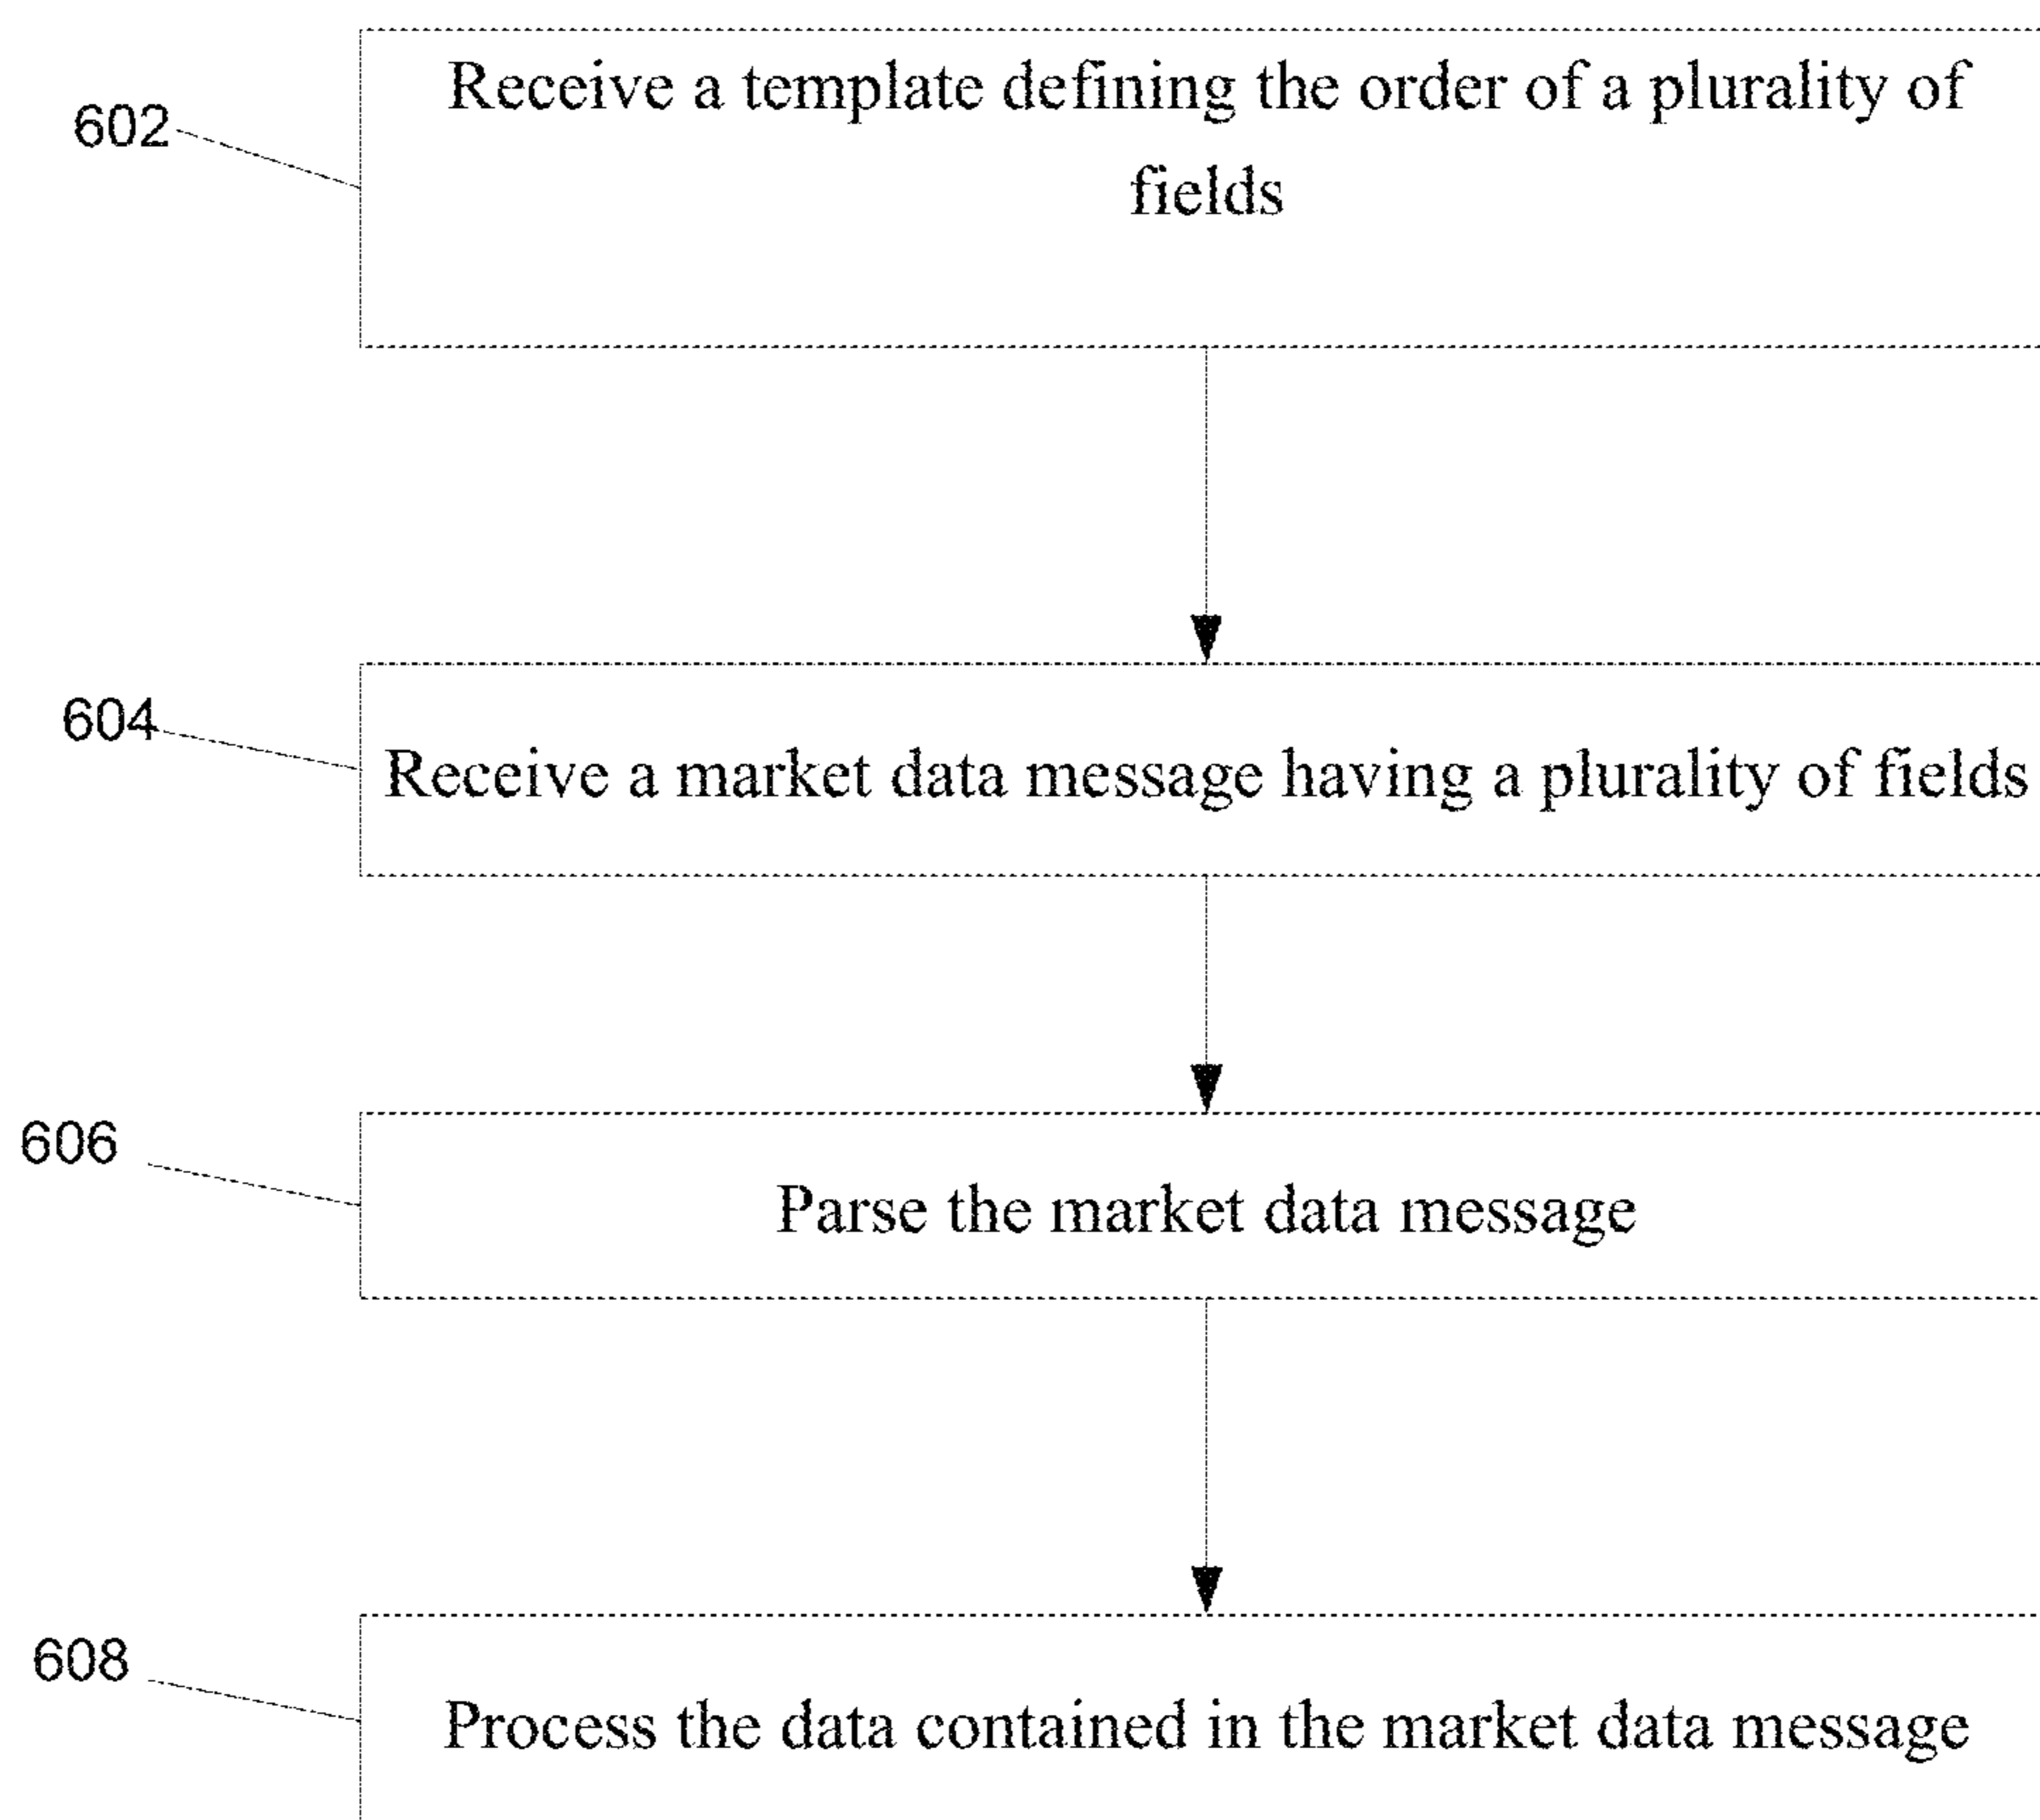 Receive a template defining the order of a plurality of
fields
602
604
Receive a market data message having a plurality of fields
606
Parse the market data message
608
Process the data contained in the market data message